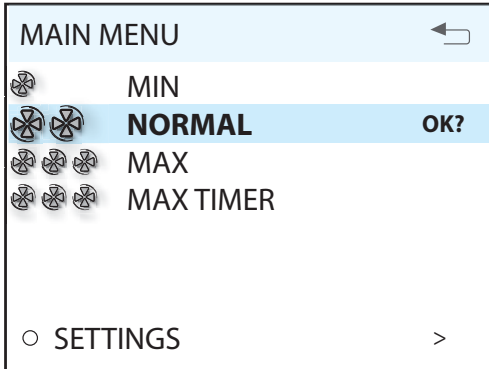 MAIN MENU
MIN
NORMAL OK?
MAX
MAX TIMER
SETTINGS >